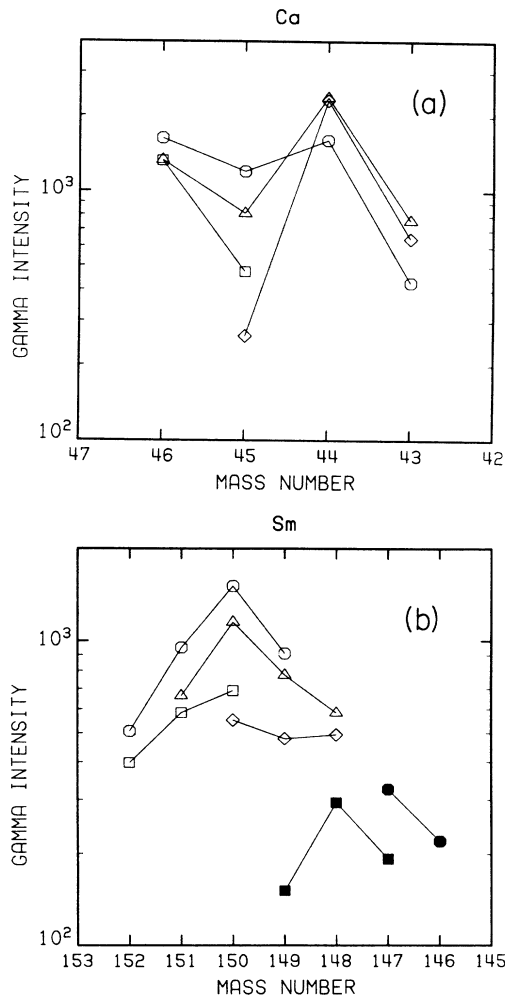 Ca
(a)
10³
10²
GAMMA INTENSITY
47 46 45 44 43 42
MASS NUMBER
Sm
(b)
10³
10²
GAMMA INTENSITY
153 152 151 150 149 148 147 146 145
MASS NUMBER